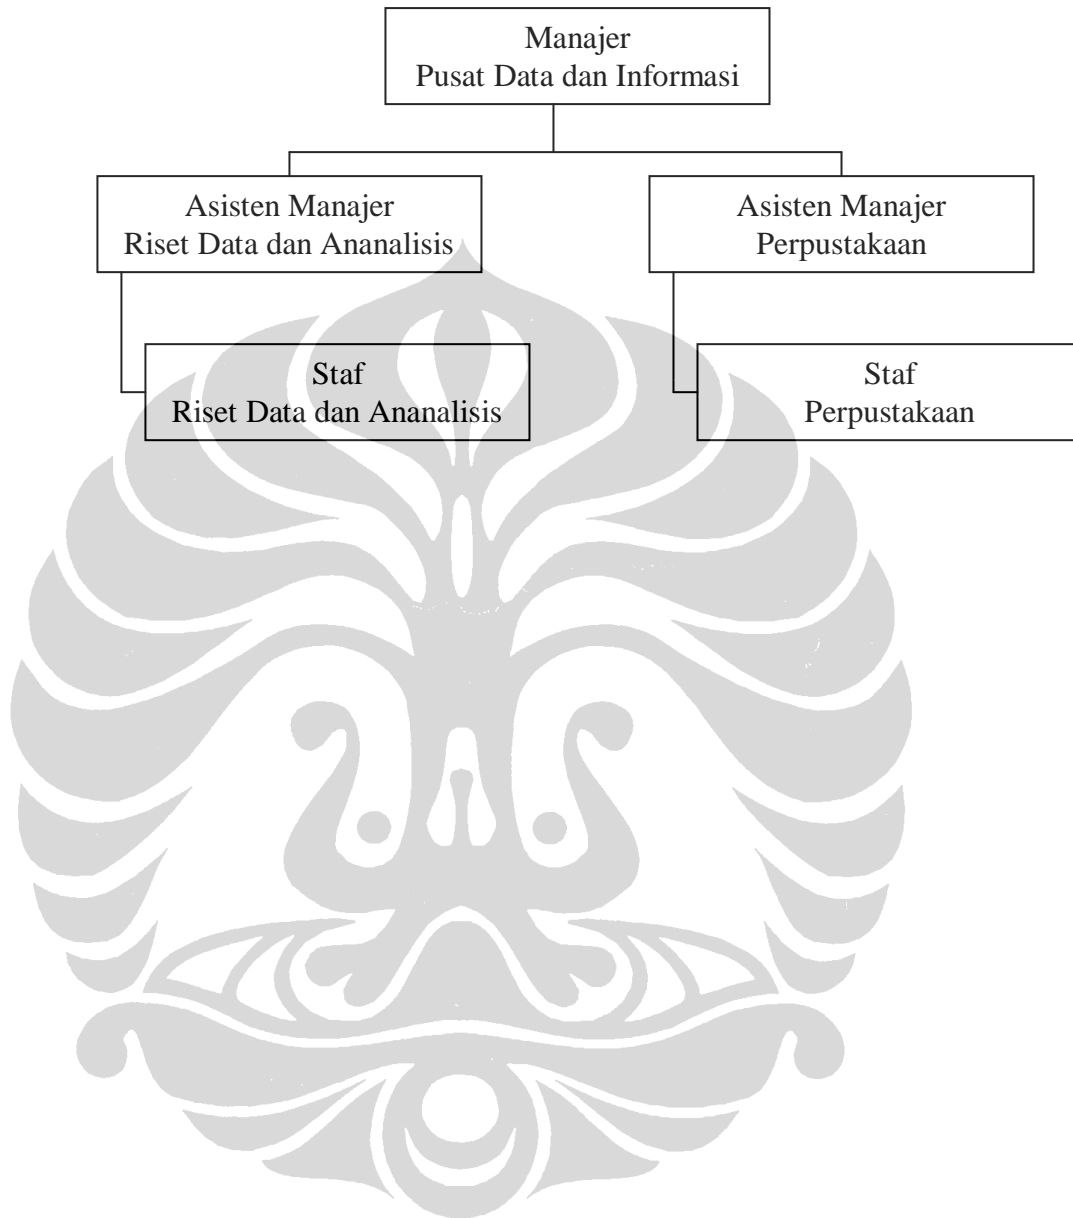 Manajer
Pusat Data dan Informasi
Asisten Manajer
Riset Data dan Ananalisis
Asisten Manajer
Perpustakaan
Staf
Riset Data dan Ananalisis
Staf
Perpustakaan